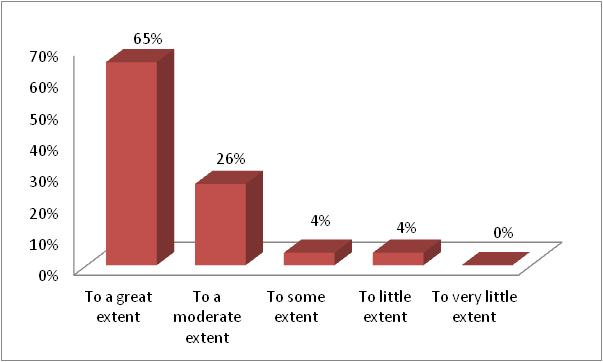 65%
70%
60%
50%
40%
30%
20%
10%
0%
26%
4%
4%
0%
To a great
extent
To a
moderate
extent
To some
extent
To little
extent
To very little
extent